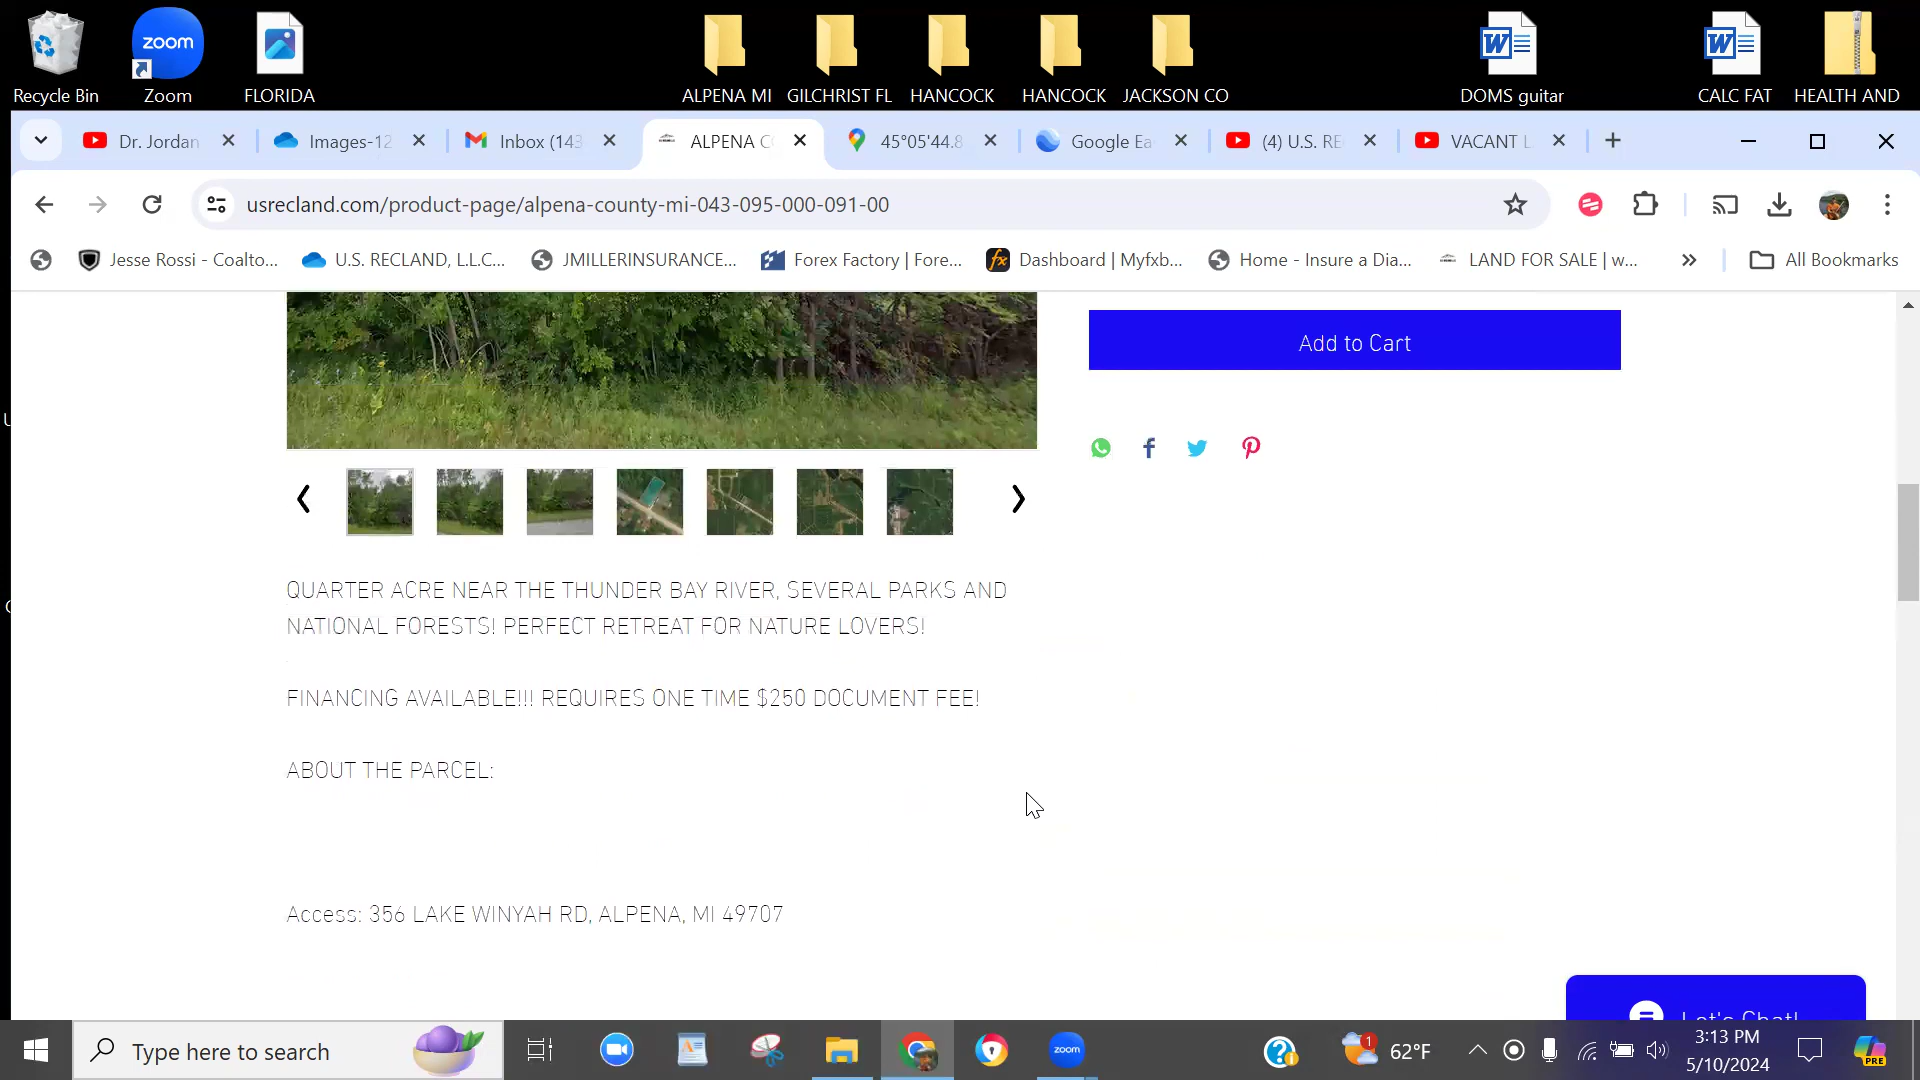 Recycle Bin
Zoom
FLORIDA
ALPENA MI
GILCHRIST FL
HANCOCK
HANCOCK
JACKSON CO
DOMS guitar
CALC FAT
HEALTH AND
zoom
Dr. Jordan
Images-12
Inbox (143
ALPENA C
45°05'44.8
Google Ea
(4) U.S. RE
VACANT L
usrecland.com/product-page/alpena-county-mi-043-095-000-091-00
Jesse Rossi - Coalto...
U.S. RECLAND, L.L.C...
JMILLERINSURANCE...
Forex Factory | Fore...
Dashboard | Myfxb...
Home - Insure a Dia...
LAND FOR SALE | w...
All Bookmarks
Add to Cart
QUARTER ACRE NEAR THE THUNDER BAY RIVER, SEVERAL PARKS AND
NATIONAL FORESTS! PERFECT RETREAT FOR NATURE LOVERS!
FINANCING AVAILABLE!!! REQUIRES ONE TIME $250 DOCUMENT FEE!
ABOUT THE PARCEL:
Access: 356 LAKE WINYAH RD, ALPENA, MI 49707
Let's Chat!
Type here to search
zoom
1
62°F
3:13 PM
5/10/2024
PRE